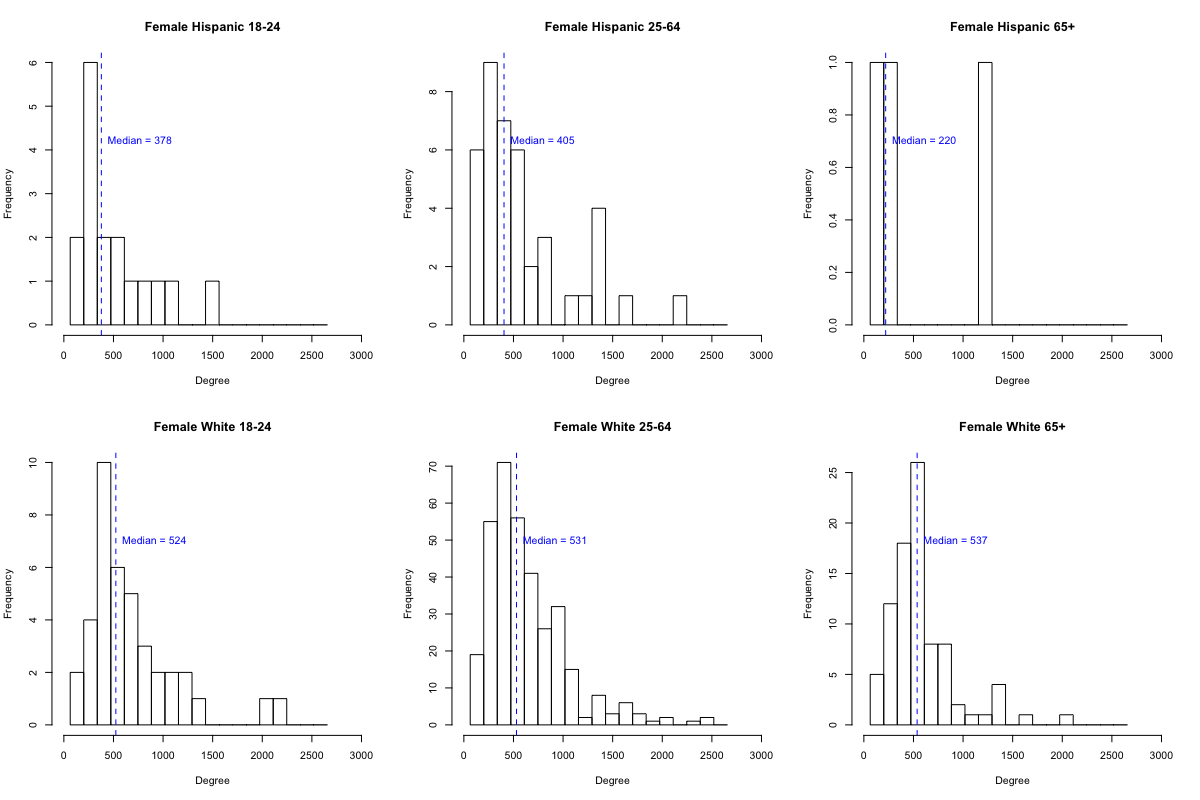 Female Hispanic 18-24
Frequency
0 1 2 3 4 5 6
Median = 378
0 500 1000 1500 2000 2500 3000
Degree
Female Hispanic 25-64
Frequency
0 2 4 6 8
Median = 405
0 500 1000 1500 2000 2500 3000
Degree
Female Hispanic 65+
Frequency
0.0 0.2 0.4 0.6 0.8 1.0
Median = 220
0 500 1000 1500 2000 2500 3000
Degree
Female White 18-24
Frequency
0 2 4 6 8 10
Median = 524
0 500 1000 1500 2000 2500 3000
Degree
Female White 25-64
Frequency
0 10 20 30 40 50 60 70
Median = 531
0 500 1000 1500 2000 2500 3000
Degree
Female White 65+
Frequency
0 5 10 15 20 25
Median = 537
0 500 1000 1500 2000 2500 3000
Degree